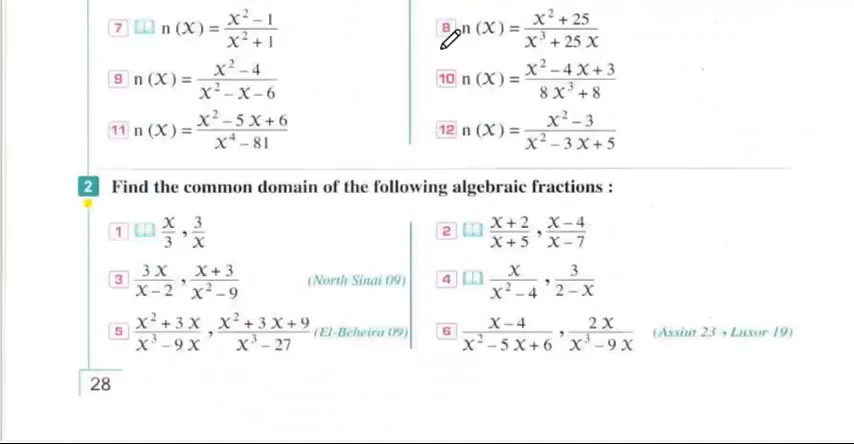 7 n (X) = (X² – 1)/(X² + 1)
8 n (X) = (X² + 25)/(X³ + 25 X)
9 n (X) = (X² – 4)/(X² – X – 6)
10 n (X) = (X² – 4 X + 3)/(8 X³ + 8)
11 n (X) = (X² – 5 X + 6)/(X⁴ – 81)
12 n (X) = (X² – 3)/(X² – 3 X + 5)
2 Find the common domain of the following algebraic fractions :
1 X/3 , 3/X
2 (X + 2)/(X + 5) , (X – 4)/(X – 7)
3 3 X/(X – 2) , (X + 3)/(X² – 9) (North Sinai 09)
4 X/(X² – 4) , 3/(2 – X)
5 (X² + 3 X)/(X³ – 9 X) , (X² + 3 X + 9)/(X³ – 27) (El-Beheira 09)
6 (X – 4)/(X² – 5 X + 6) , 2 X/(X³ – 9 X) (Assiut 23 , Luxor 19)
28